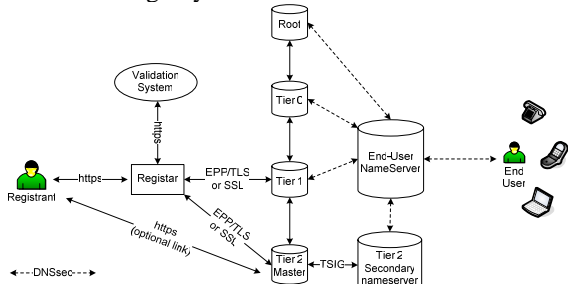 Root
Validation
System
Tier 0
https
End-User
NameServer
End
User
Registrant
https
Registar
EPP/TLS
or SSL
Tier 1
EPP/TLS
or SSL
https
(optional link)
Tier 2
Master
TSIG
Tier 2
Secondary
nameserver
DNSsec